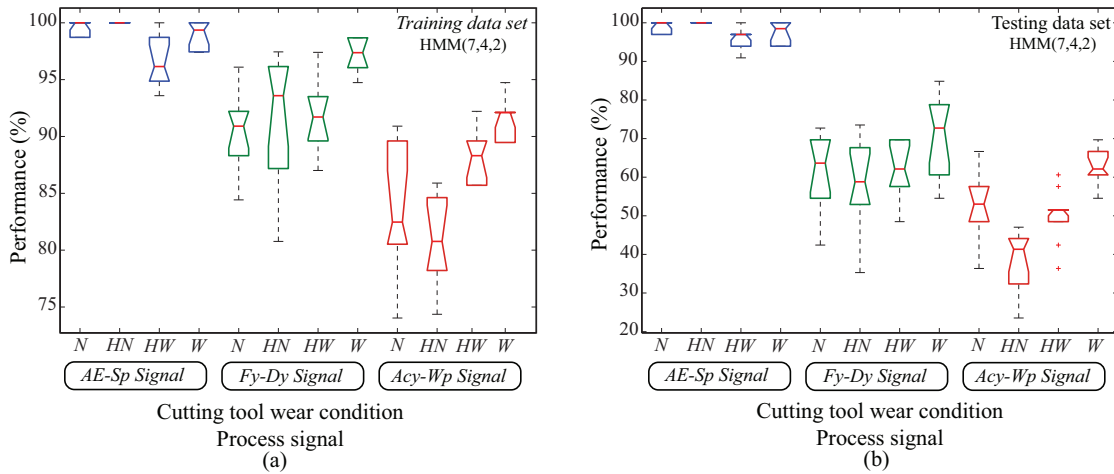 Training data set
HMM(7,4,2)
Performance (%)
100
95
90
85
80
75
N HN HW W N HN HW W N HN HW W
AE-Sp Signal Fy-Dy Signal Acy-Wp Signal
Cutting tool wear condition
Process signal
(a)
Testing data set
HMM(7,4,2)
Performance (%)
100
90
80
70
60
50
40
30
20
N HN HW W N HN HW W N HN HW W
AE-Sp Signal Fy-Dy Signal Acy-Wp Signal
Cutting tool wear condition
Process signal
(b)